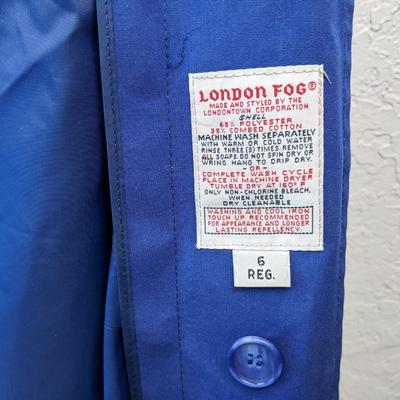 LONDON FOG®
MADE AND STYLED BY THE
LONDONTOWN CORPORATION
SHELL
65% POLYESTER
35% COMBED COTTON
MACHINE WASH SEPARATELY
WITH WARM OR COLD WATER
RINSE THREE (3) TIMES. REMOVE
ALL SOAPS. DO NOT SPIN DRY OR
WRING. HANG TO DRIP DRY.
- OR -
COMPLETE WASH CYCLE
PLACE IN MACHINE DRYER
TUMBLE DRY AT 160° F
ONLY NON-CHLORINE BLEACH,
WHEN NEEDED
DRY CLEANABLE
WASHING AND COOL IRON
TOUCH UP RECOMMENDED
FOR APPEARANCE AND LONGER
LASTING REPELLENCY
6
REG.